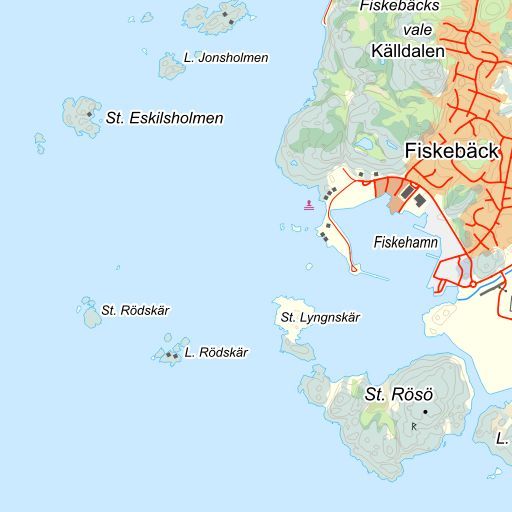 Fiskebäcks
vale
Källdalen
L. Jonsholmen
St. Eskilsholmen
Fiskebäck
Fiskehamn
St. Rödskär
St. Lyngnskär
L. Rödskär
St. Rösö
R
L.